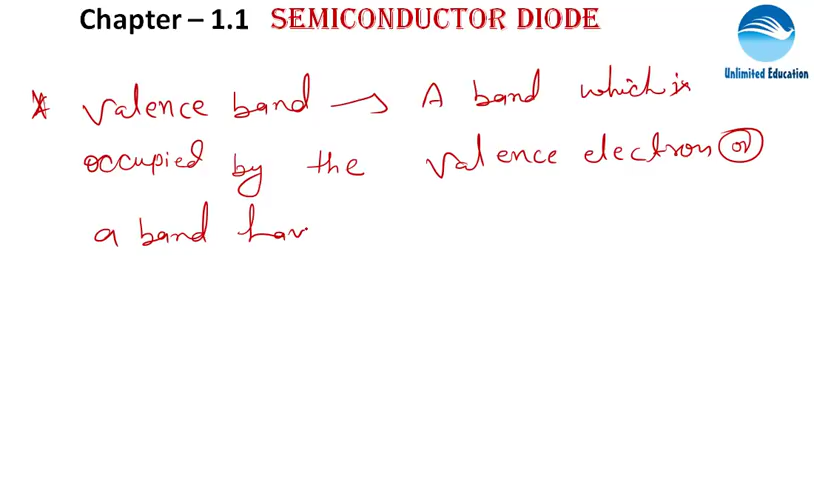 Chapter – 1.1 SEMICONDUCTOR DIODE
Unlimited Education
* Valence band → A band which is
occupied by the valence electron or
a band hav